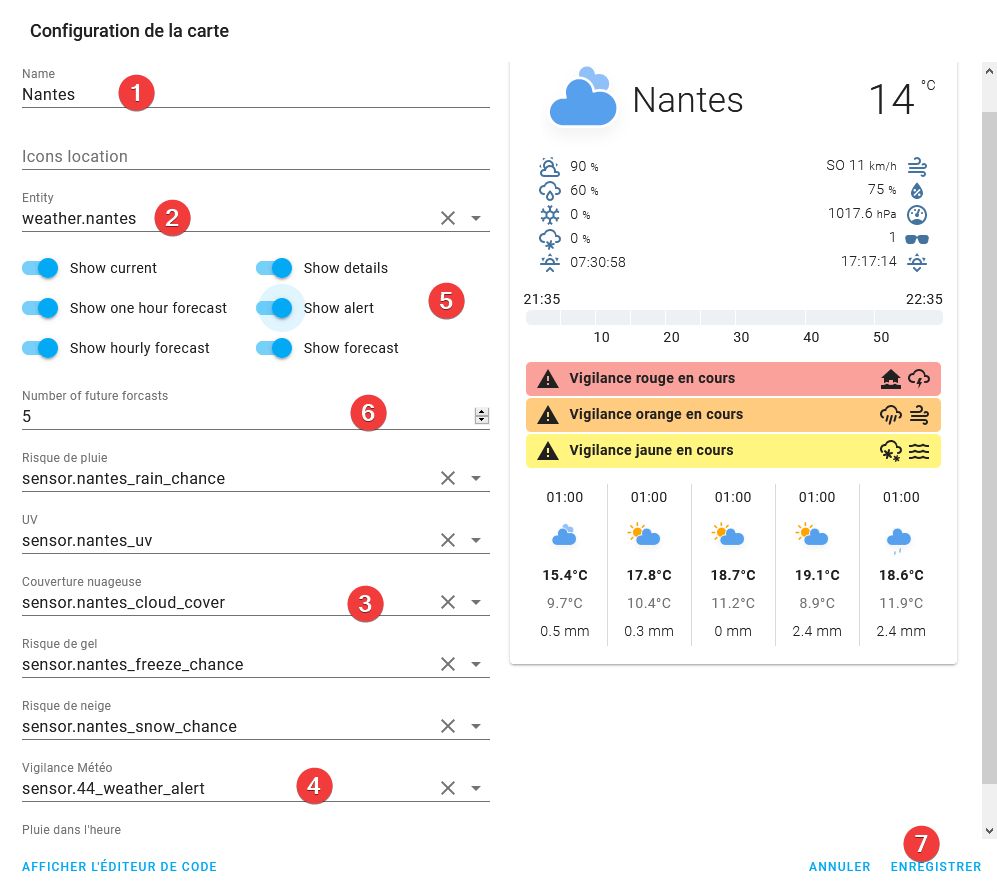 Configuration de la carte
Name
Nantes
1
Icons location
Entity
weather.nantes
2
Show current
Show details
Show one hour forecast
Show alert
5
Show hourly forecast
Show forecast
Number of future forcasts
5
6
Risque de pluie
sensor.nantes_rain_chance
UV
sensor.nantes_uv
Couverture nuageuse
sensor.nantes_cloud_cover
3
Risque de gel
sensor.nantes_freeze_chance
Risque de neige
sensor.nantes_snow_chance
Vigilance Météo
sensor.44_weather_alert
4
Pluie dans l'heure
AFFICHER L'ÉDITEUR DE CODE
Nantes
14 °C
90 %
SO 11 km/h
60 %
75 %
0 %
1017.6 hPa
0 %
1
07:30:58
17:17:14
21:35
22:35
10 20 30 40 50
Vigilance rouge en cours
Vigilance orange en cours
Vigilance jaune en cours
01:00 01:00 01:00 01:00 01:00
15.4°C 17.8°C 18.7°C 19.1°C 18.6°C
9.7°C 10.4°C 11.2°C 8.9°C 11.9°C
0.5 mm 0.3 mm 0 mm 2.4 mm 2.4 mm
7
ANNULER
ENREGISTRER